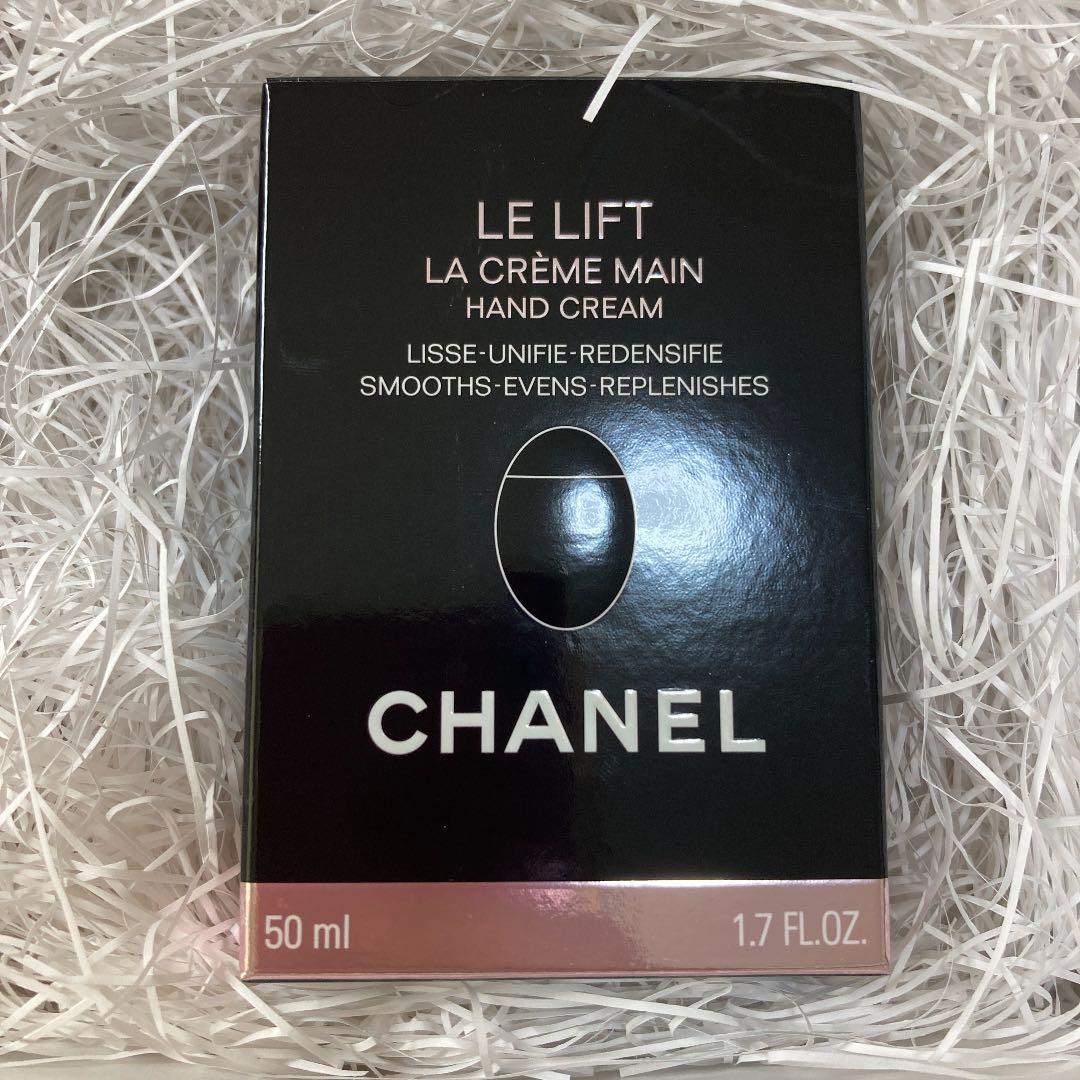 LE LIFT
LA CRÈME MAIN
HAND CREAM
LISSE-UNIFIE-REDENSIFIE
SMOOTHS-EVENS-REPLENISHES
CHANEL
50 ml 1.7 FL.OZ.